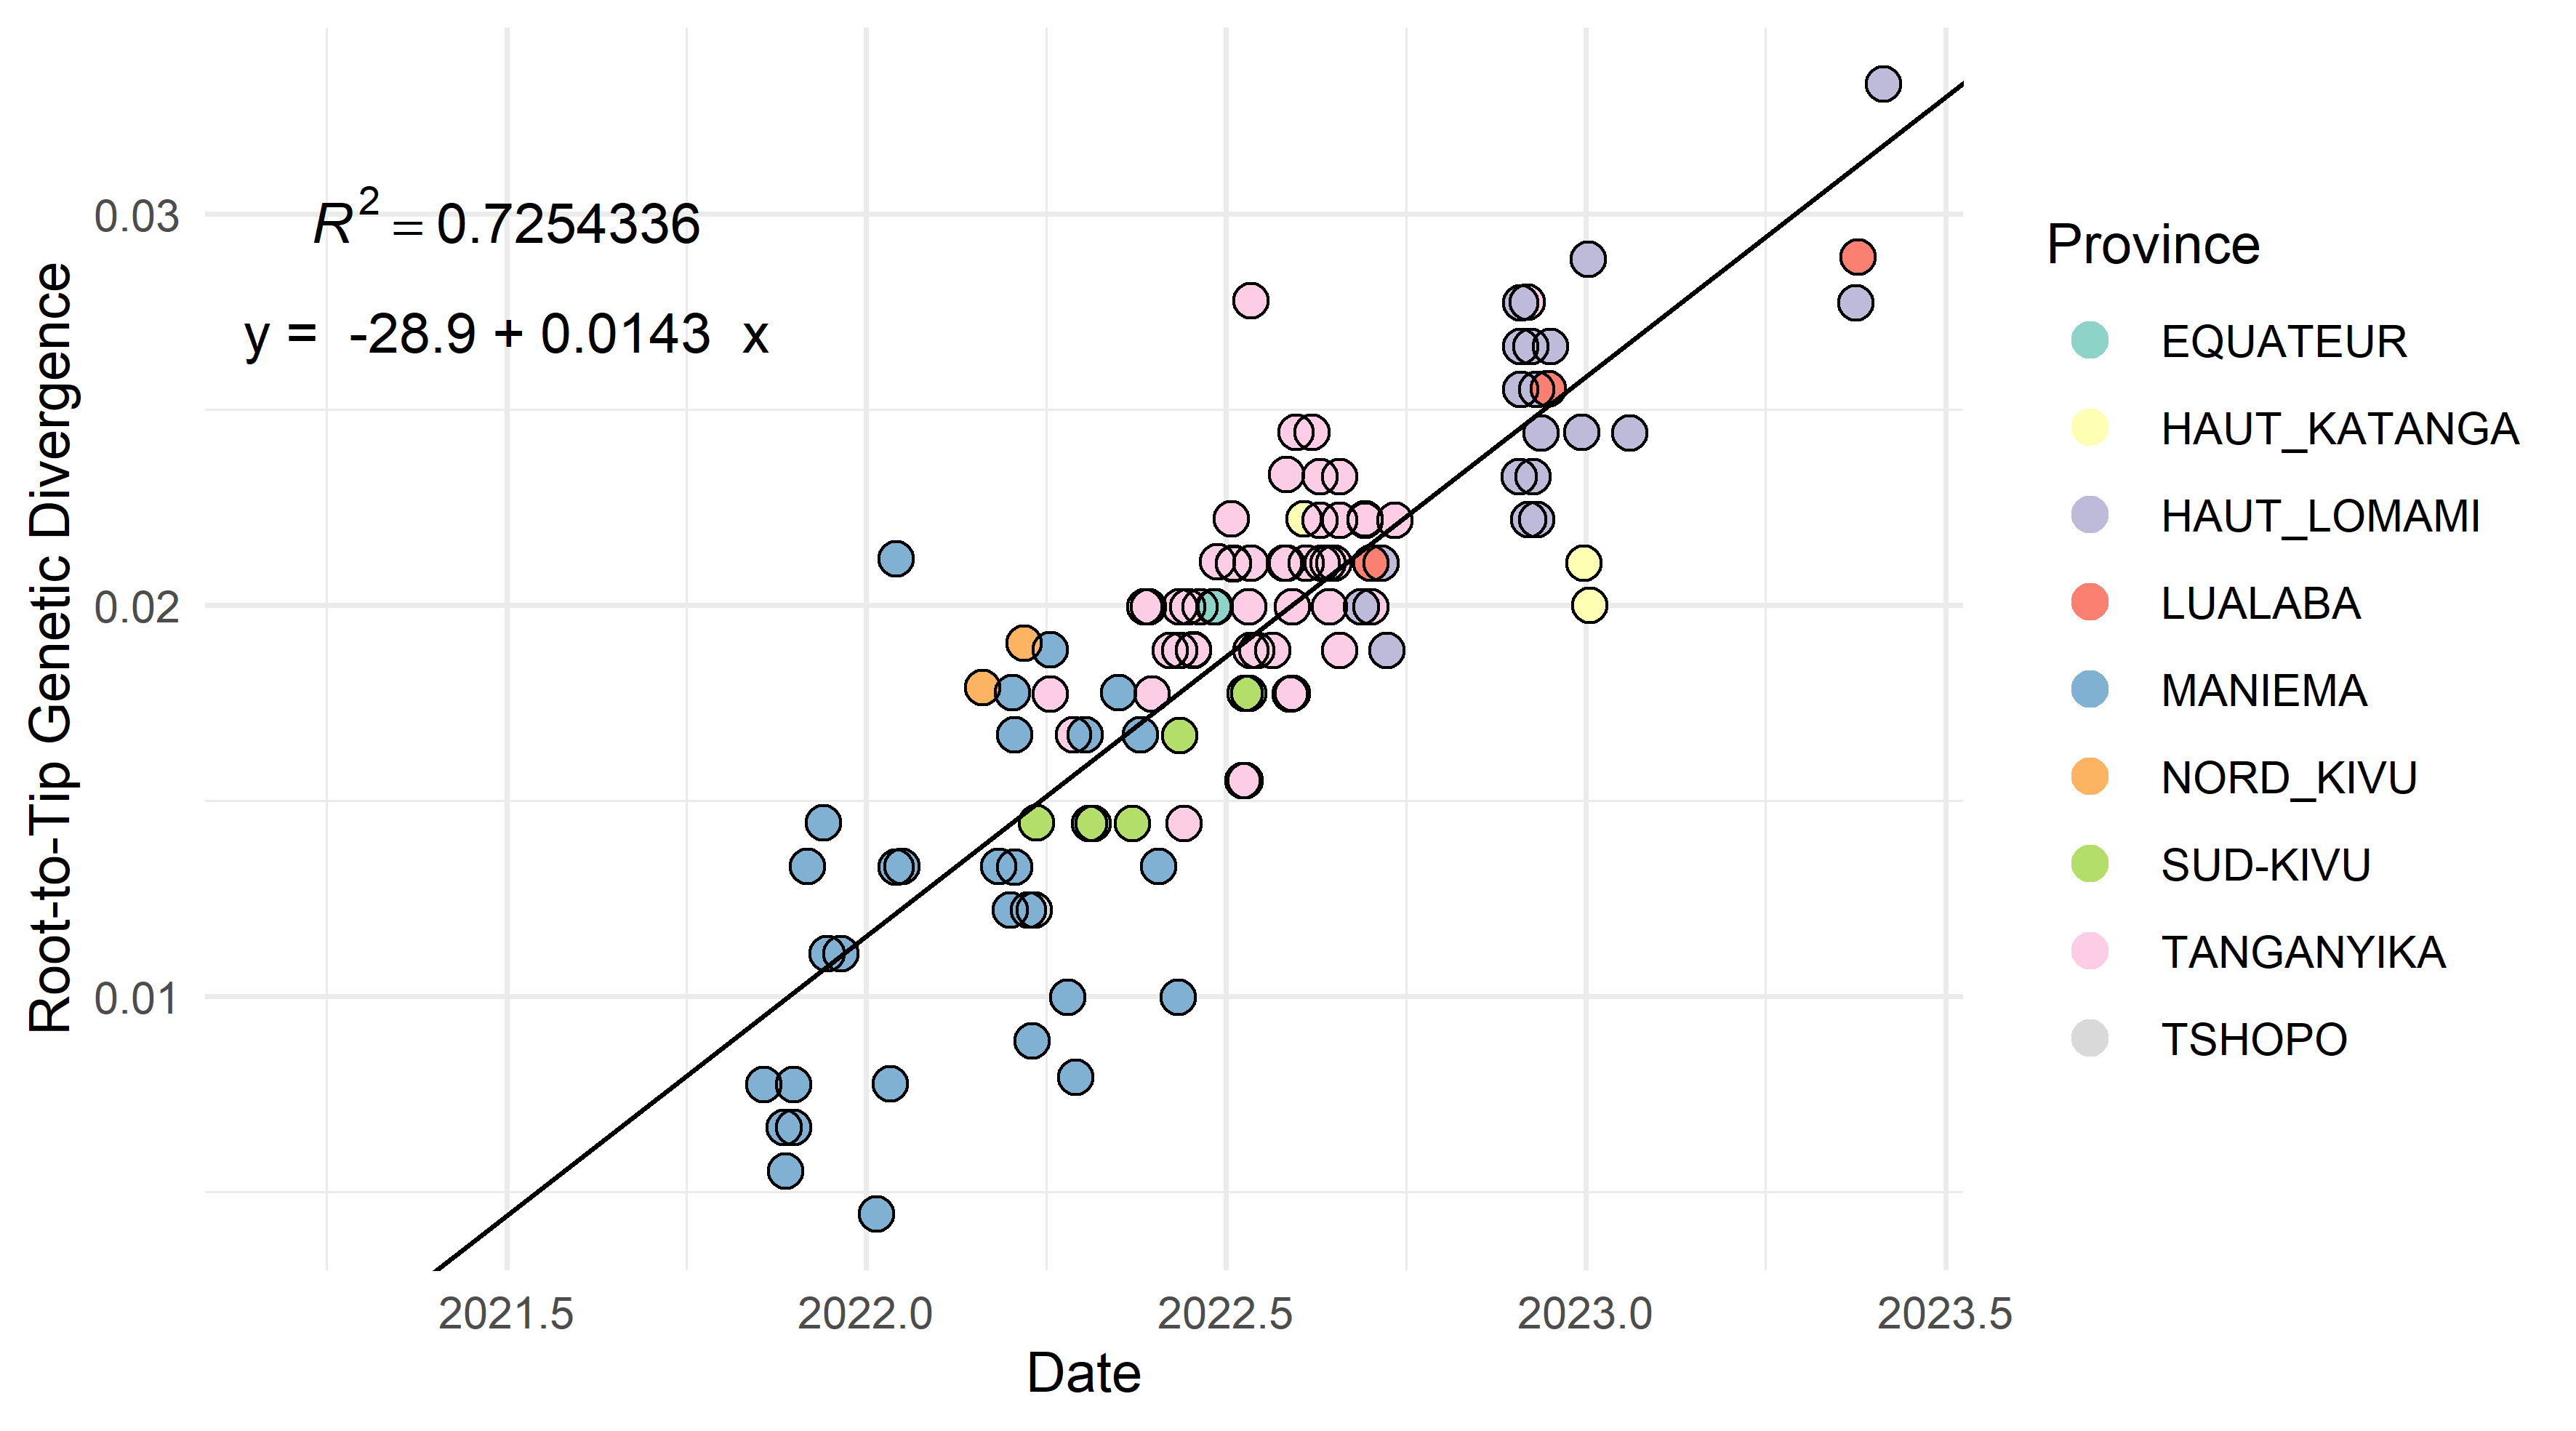 R² = 0.7254336
y = -28.9 + 0.0143 x
Root-to-Tip Genetic Divergence
0.03
0.02
0.01
2021.5
2022.0
2022.5
2023.0
2023.5
Date
Province
EQUATEUR
HAUT_KATANGA
HAUT_LOMAMI
LUALABA
MANIEMA
NORD_KIVU
SUD-KIVU
TANGANYIKA
TSHOPO